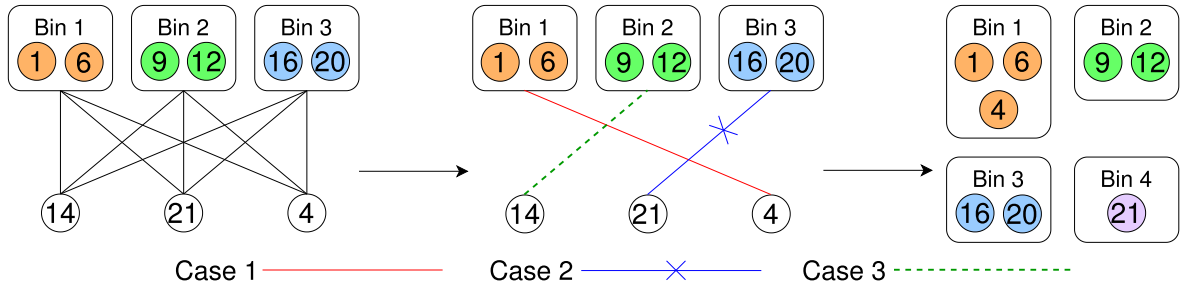 Bin 1 Bin 2 Bin 3
1 6 9 12 16 20
14 21 4
Bin 1 Bin 2 Bin 3
1 6 9 12 16 20
14 21 4
Bin 1 Bin 2
1 6 9 12
4
Bin 3 Bin 4
16 20 21
Case 1 Case 2 Case 3